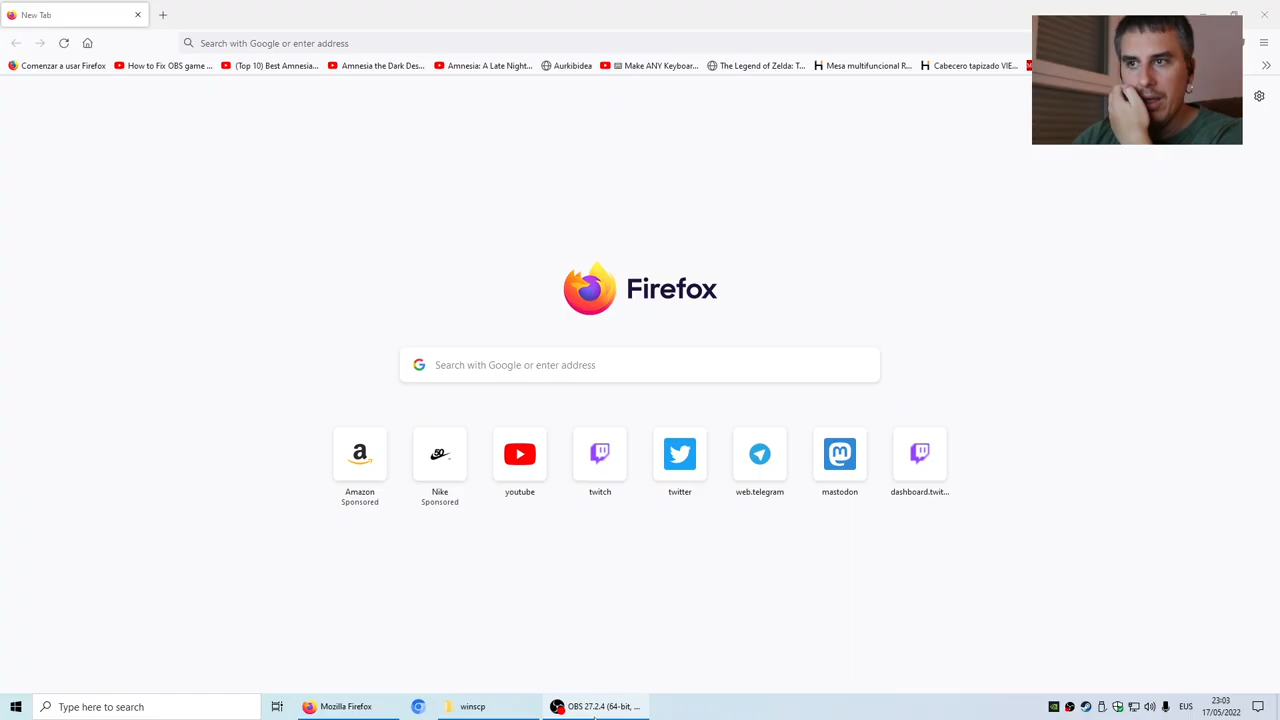 New Tab
Search with Google or enter address
Comenzar a usar Firefox
How to Fix OBS game ...
(Top 10) Best Amnesia...
Amnesia the Dark Des...
Amnesia: A Late Night...
Aurkibidea
Make ANY Keyboar...
The Legend of Zelda: T...
Mesa multifuncional R...
Cabecero tapizado VIE...
Firefox
Search with Google or enter address
Amazon
Sponsored
Nike
Sponsored
youtube
twitch
twitter
web.telegram
mastodon
dashboard.twit...
Type here to search
Mozilla Firefox
winscp
OBS 27.2.4 (64-bit, ...
EUS
23:03
17/05/2022